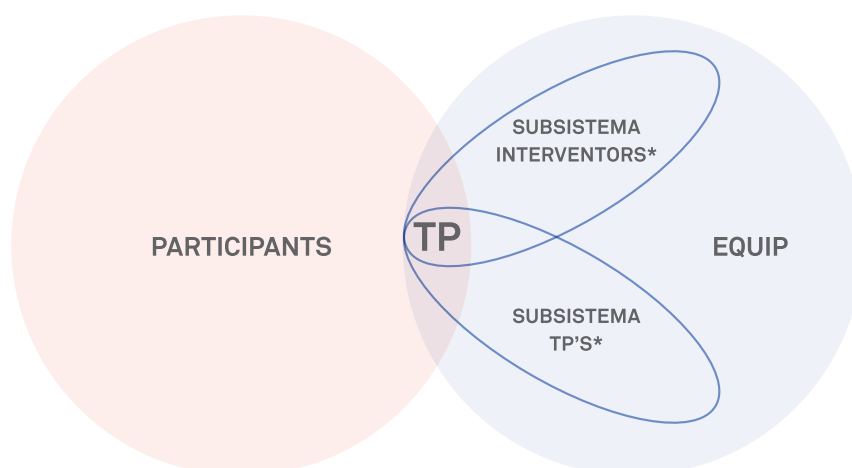 SUBSISTEMA
INTERVENTORS*
PARTICIPANTS
TP
EQUIP
SUBSISTEMA
TP'S*